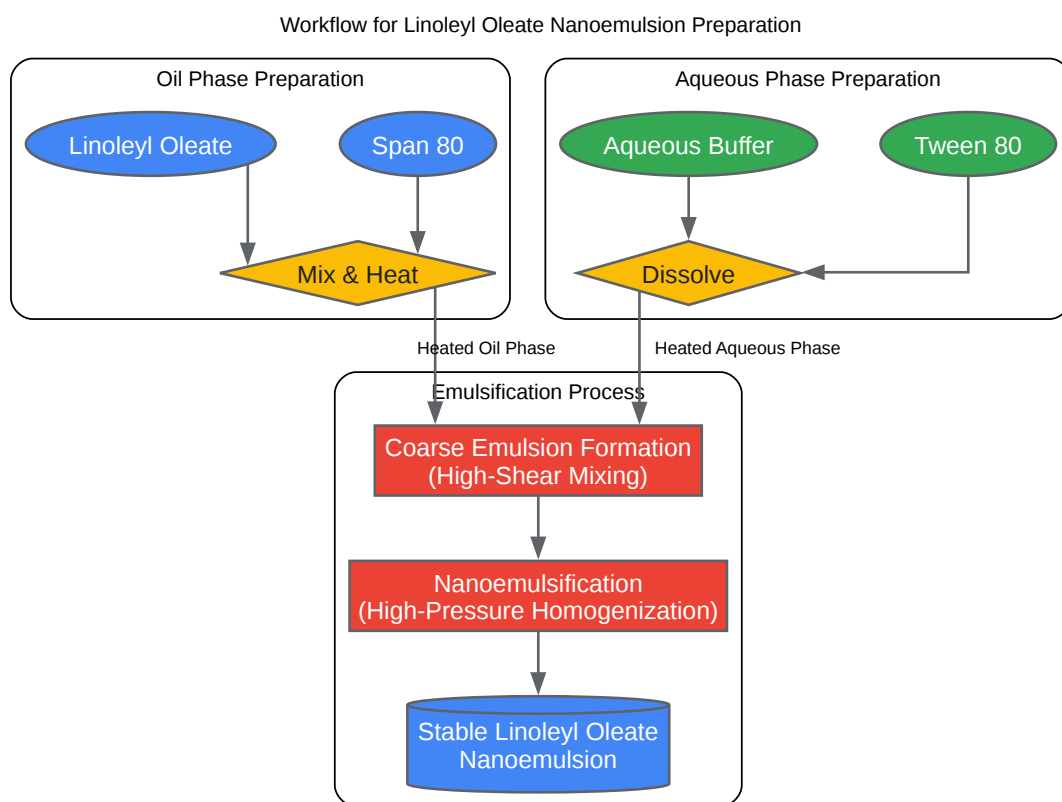 Workflow for Linoleyl Oleate Nanoemulsion Preparation
Oil Phase Preparation
Aqueous Phase Preparation
Linoleyl Oleate
Span 80
Aqueous Buffer
Tween 80
Mix & Heat
Dissolve
Heated Oil Phase
Heated Aqueous Phase
Emulsification Process
Coarse Emulsion Formation
(High-Shear Mixing)
Nanoemulsification
(High-Pressure Homogenization)
Stable Linoleyl Oleate
Nanoemulsion